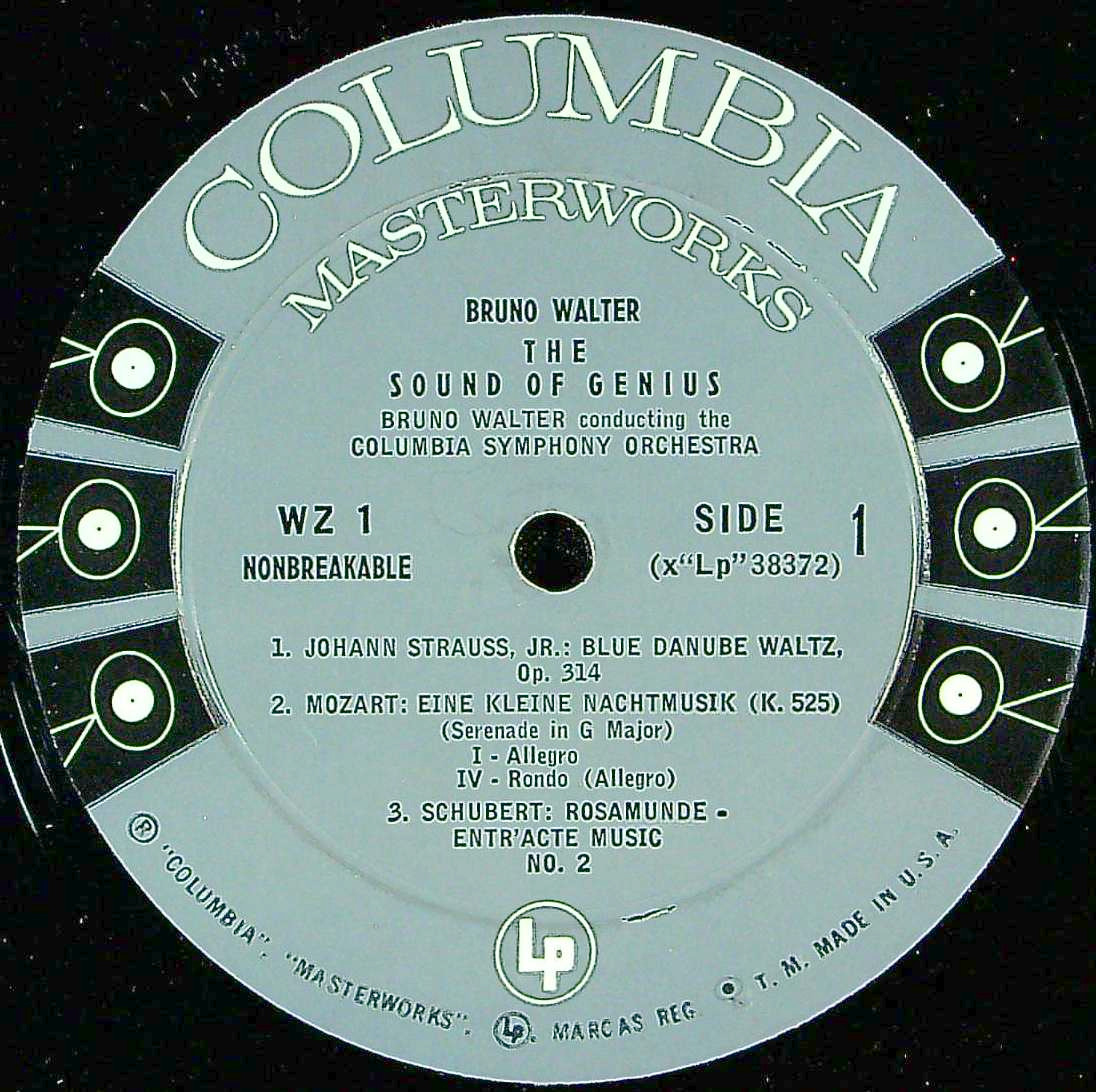 COLUMBIA
MASTERWORKS
BRUNO WALTER
THE
SOUND OF GENIUS
BRUNO WALTER conducting the
COLUMBIA SYMPHONY ORCHESTRA
WZ 1
NONBREAKABLE
SIDE 1
(x“Lp”38372)
1. JOHANN STRAUSS, JR.: BLUE DANUBE WALTZ,
Op. 314
2. MOZART: EINE KLEINE NACHTMUSIK (K. 525)
(Serenade in G Major)
I - Allegro
IV - Rondo (Allegro)
3. SCHUBERT: ROSAMUNDE -
ENTR'ACTE MUSIC
NO. 2
LP
® "COLUMBIA". "MASTERWORKS". Lp. MARCAS REG. T. M. MADE IN U. S. A.